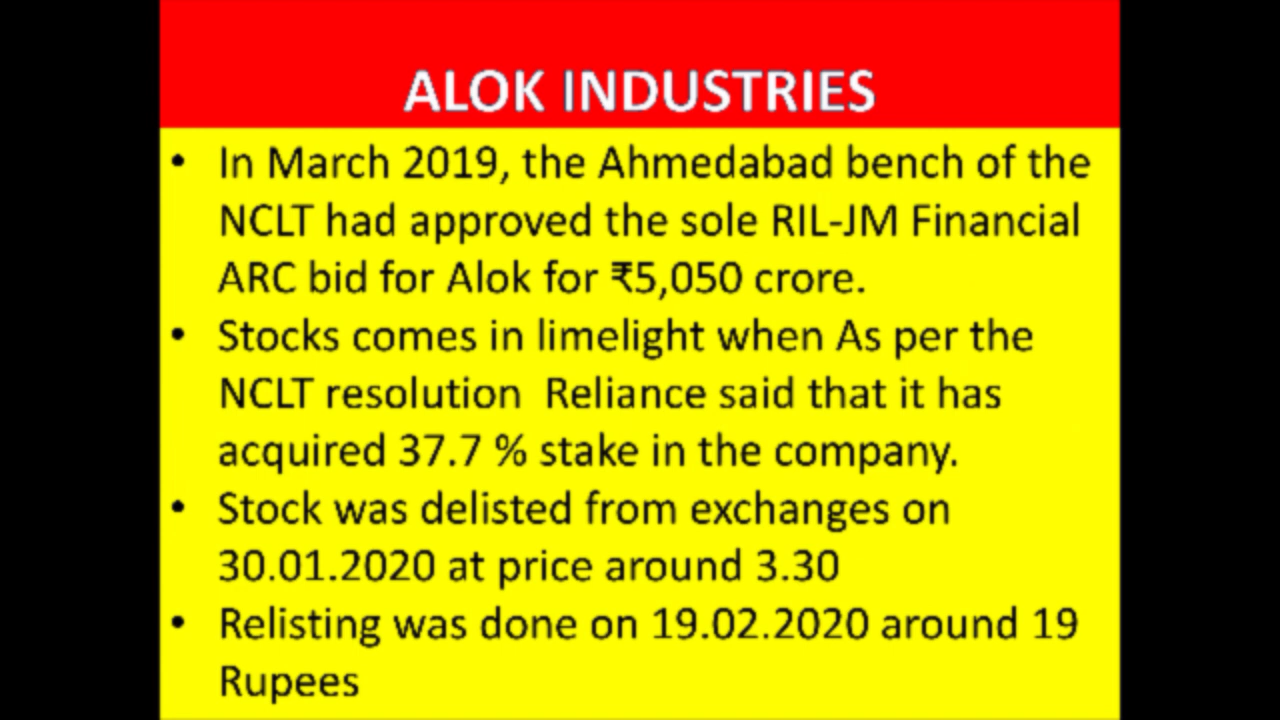 ALOK INDUSTRIES
• In March 2019, the Ahmedabad bench of the
NCLT had approved the sole RIL-JM Financial
ARC bid for Alok for ₹5,050 crore.
• Stocks comes in limelight when As per the
NCLT resolution  Reliance said that it has
acquired 37.7 % stake in the company.
• Stock was delisted from exchanges on
30.01.2020 at price around 3.30
• Relisting was done on 19.02.2020 around 19
Rupees